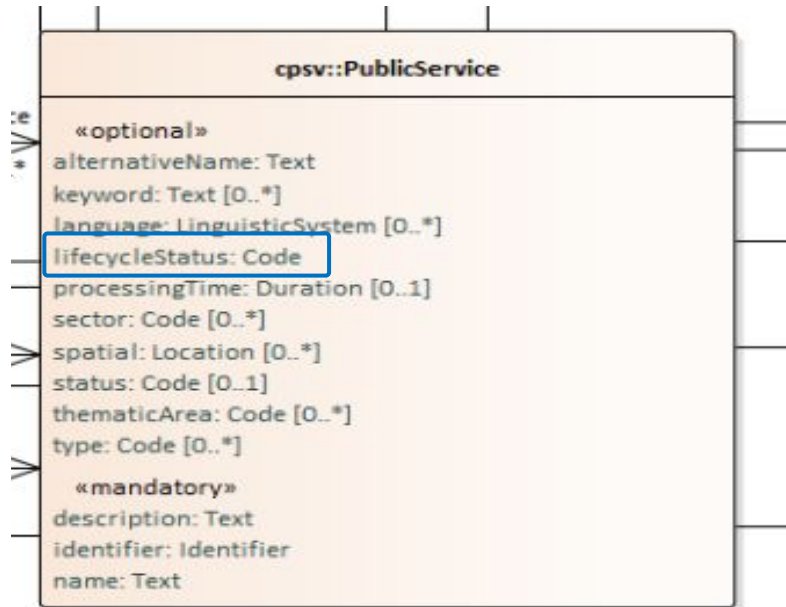 cpsv::PublicService
«optional»
alternativeName: Text
keyword: Text [0..*]
language: LinguisticSystem [0..*]
lifecycleStatus: Code
processingTime: Duration [0..1]
sector: Code [0..*]
spatial: Location [0..*]
status: Code [0..1]
thematicArea: Code [0..*]
type: Code [0..*]
«mandatory»
description: Text
identifier: Identifier
name: Text